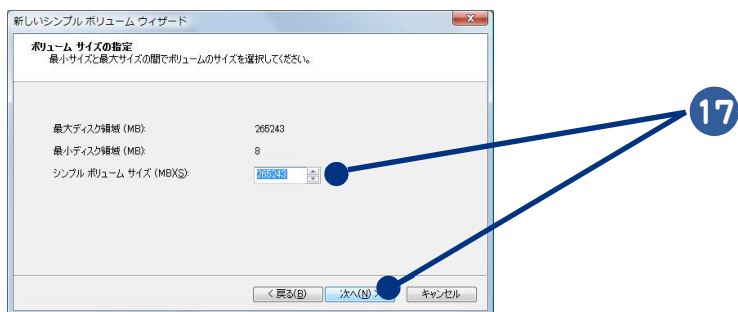 新しいシンプル ボリューム ウィザード
ボリューム サイズの指定
最小サイズと最大サイズの間でボリュームのサイズを選択してください。
最大ディスク領域 (MB): 265243
最小ディスク領域 (MB): 8
シンプル ボリューム サイズ (MB)(S): 265243
17
< 戻る(B) 次へ(N) > キャンセル